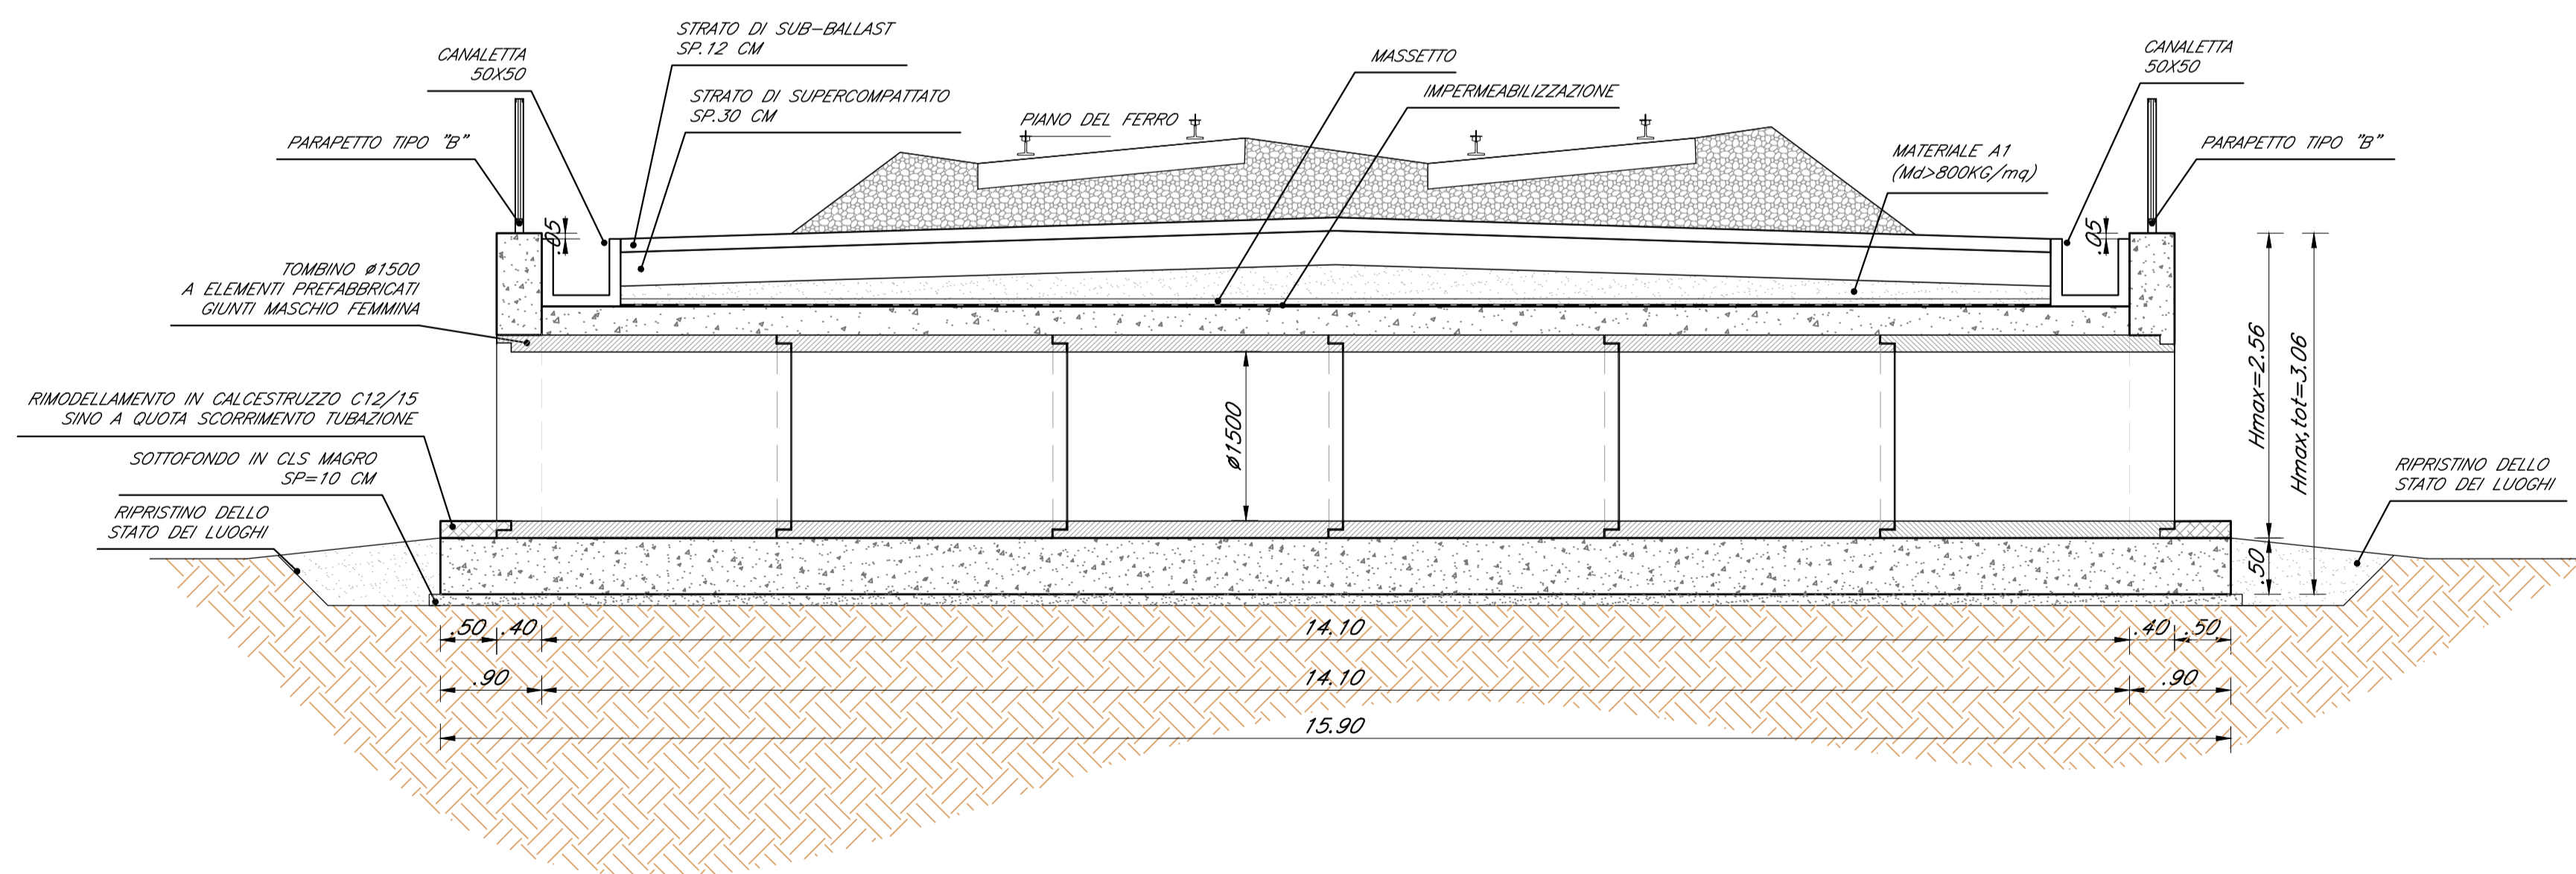 STRATO DI SUB-BALLAST
SP.12 CM
CANALETTA
50X50
STRATO DI SUPERCOMPATTATO
SP.30 CM
PARAPETTO TIPO "B"
PIANO DEL FERRO
MASSETTO
IMPERMEABILIZZAZIONE
CANALETTA
50X50
MATERIALE A1
(Md>800KG/mq)
PARAPETTO TIPO "B"
.05
.05
TOMBINO ø1500
A ELEMENTI PREFABBRICATI
GIUNTI MASCHIO FEMMINA
RIMODELLAMENTO IN CALCESTRUZZO C12/15
SINO A QUOTA SCORRIMENTO TUBAZIONE
SOTTOFONDO IN CLS MAGRO
SP=10 CM
RIPRISTINO DELLO
STATO DEI LUOGHI
ø1500
Hmax=2.56
Hmax,tot=3.06
.50
RIPRISTINO DELLO
STATO DEI LUOGHI
.50 .40 14.10 .40 .50
.90 14.10 .90
15.90